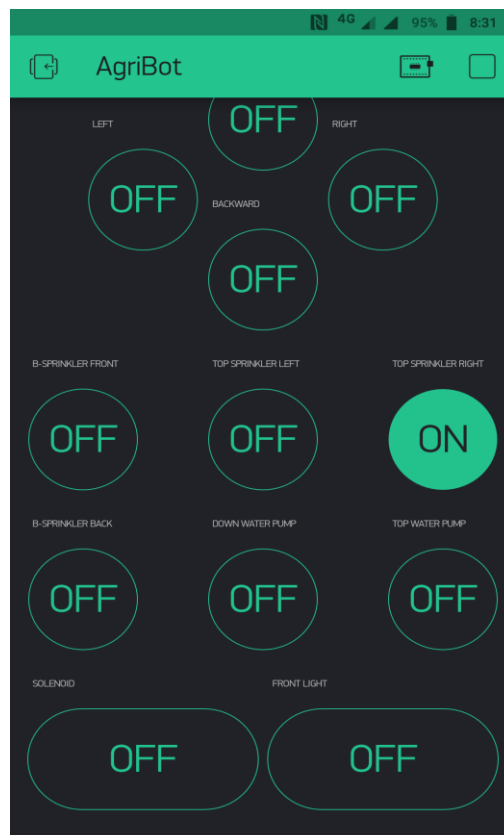 4G 95% 8:31
AgriBot
OFF
LEFT RIGHT
OFF OFF
BACKWARD
OFF
B-SPRINKLER FRONT TOP SPRINKLER LEFT TOP SPRINKLER RIGHT
OFF OFF ON
B-SPRINKLER BACK DOWN WATER PUMP TOP WATER PUMP
OFF OFF OFF
SOLENOID FRONT LIGHT
OFF OFF